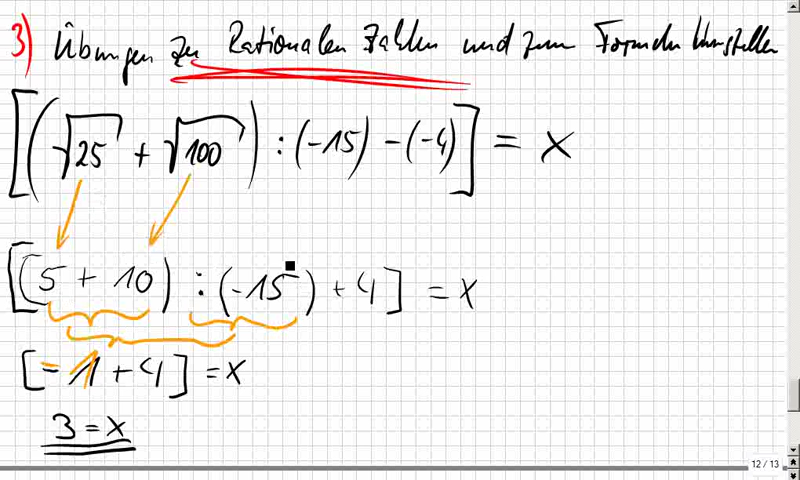 3) Übungen zu Rationalen Zahlen und zum Formeln Umstellen
[(√25 + √100) : (-15) - (-4)] = x
[(5 + 10) : (-15) + 4] = x
[-1 + 4] = x
3 = x
12 / 13